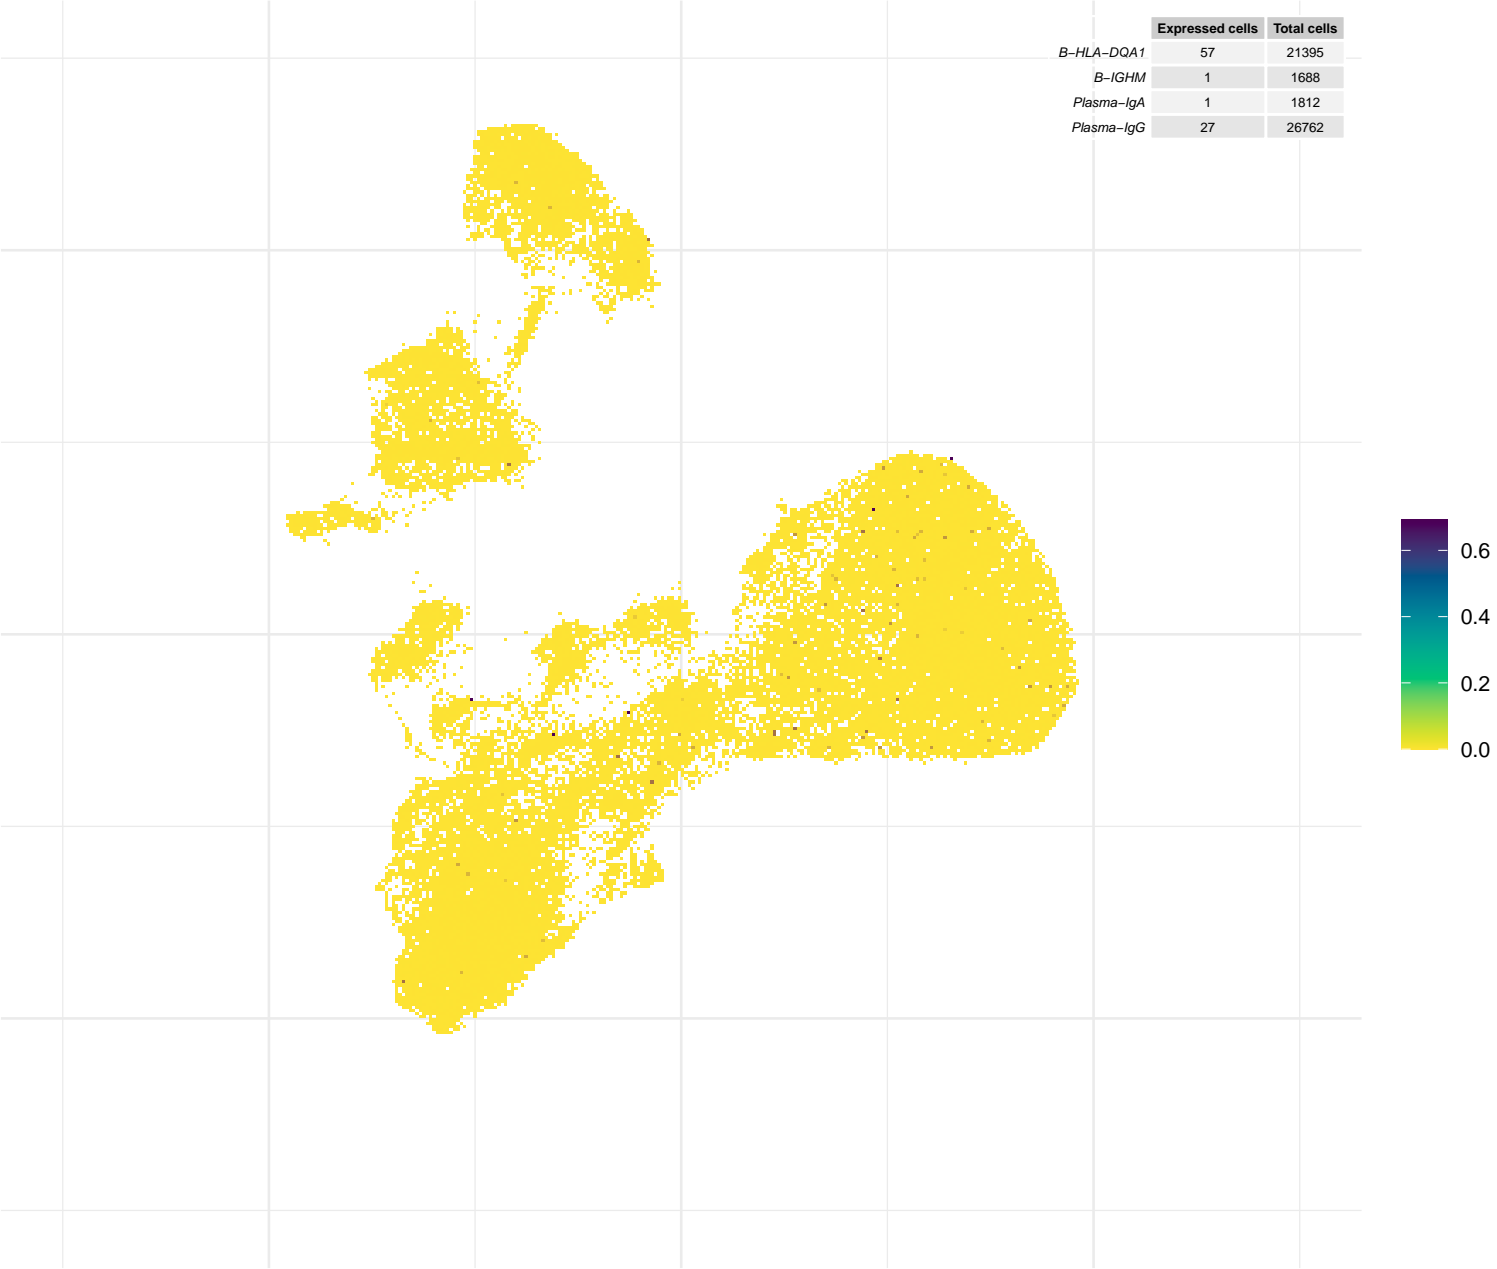 Expressed cells Total cells
B−HLA−DQA1 57 21395
B−IGHM 1 1688
Plasma−IgA 1 1812
Plasma−IgG 27 26762
0.6
0.4
0.2
0.0